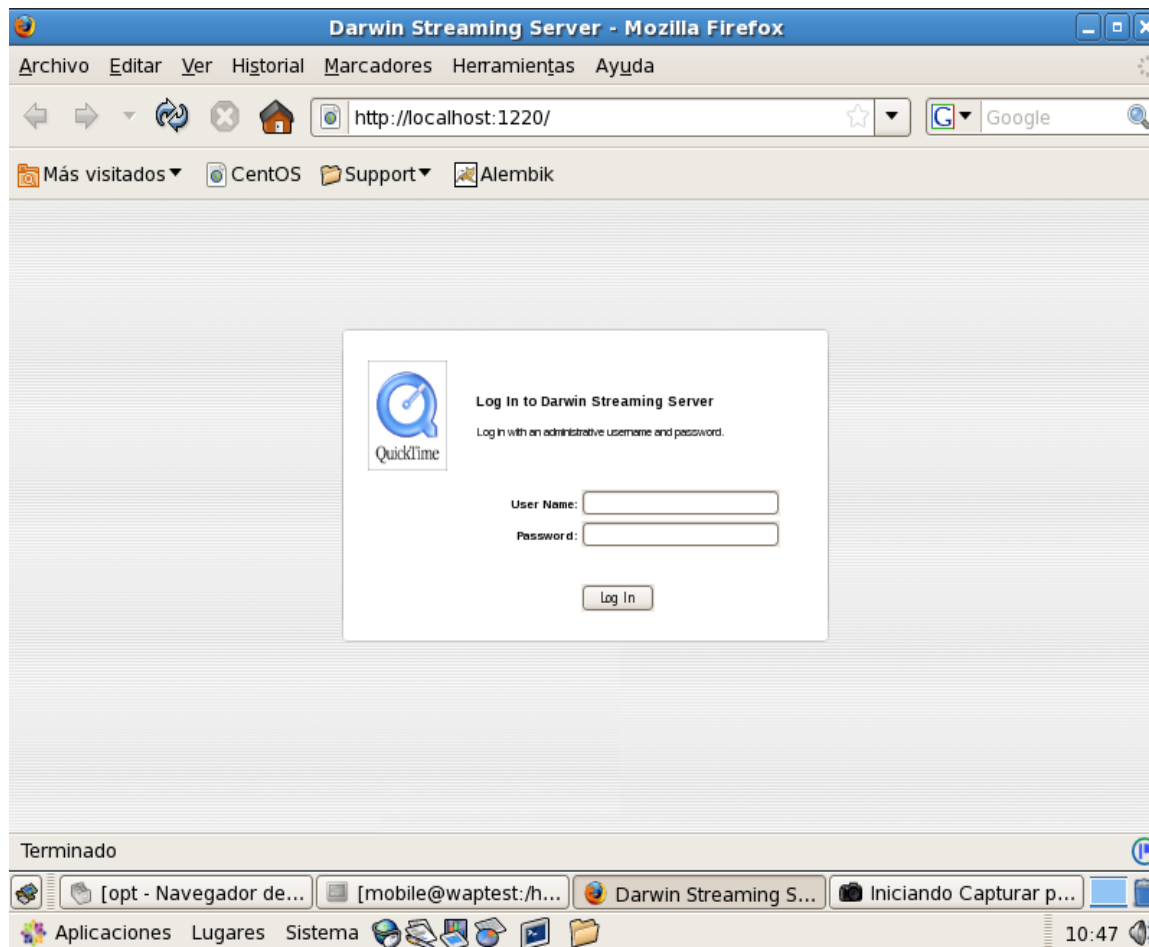 Darwin Streaming Server - Mozilla Firefox
Archivo Editar Ver Historial Marcadores Herramientas Ayuda
http://localhost:1220/
G Google
Más visitados CentOS Support Alembik
QuickTime
Log In to Darwin Streaming Server
Log in with an administrative username and password.
User Name:
Password:
Log In
Terminado
[opt - Navegador de... [mobile@waptest:/h... Darwin Streaming S... Iniciando Capturar p...
Aplicaciones Lugares Sistema 10:47